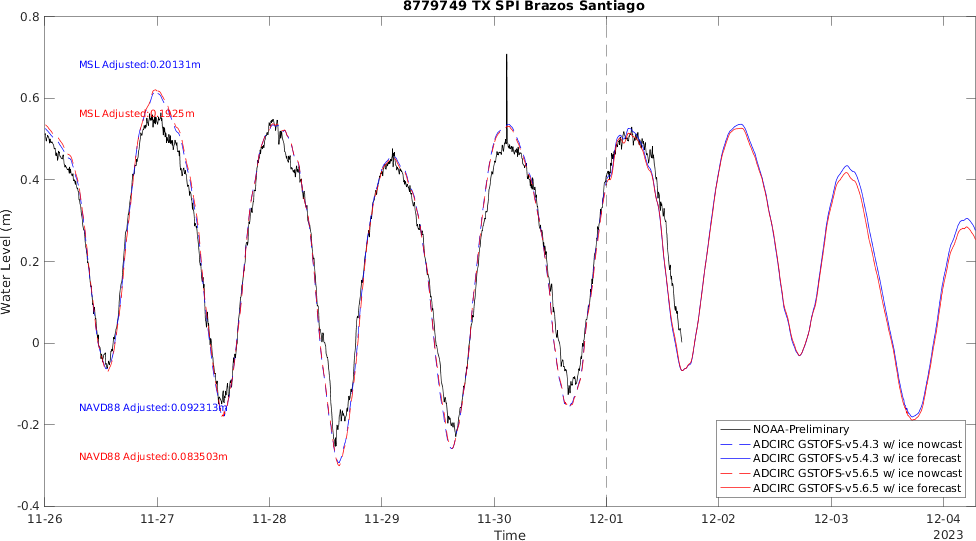 8779749 TX SPI Brazos Santiago
0.8
0.6
0.4
0.2
0
-0.2
-0.4
Water Level (m)
MSL Adjusted:0.20131m
MSL Adjusted:0.1925m
NAVD88 Adjusted:0.092313m
NAVD88 Adjusted:0.083503m
NOAA-Preliminary
ADCIRC GSTOFS-v5.4.3 w/ ice nowcast
ADCIRC GSTOFS-v5.4.3 w/ ice forecast
ADCIRC GSTOFS-v5.6.5 w/ ice nowcast
ADCIRC GSTOFS-v5.6.5 w/ ice forecast
11-26 11-27 11-28 11-29 11-30 12-01 12-02 12-03 12-04
Time
2023